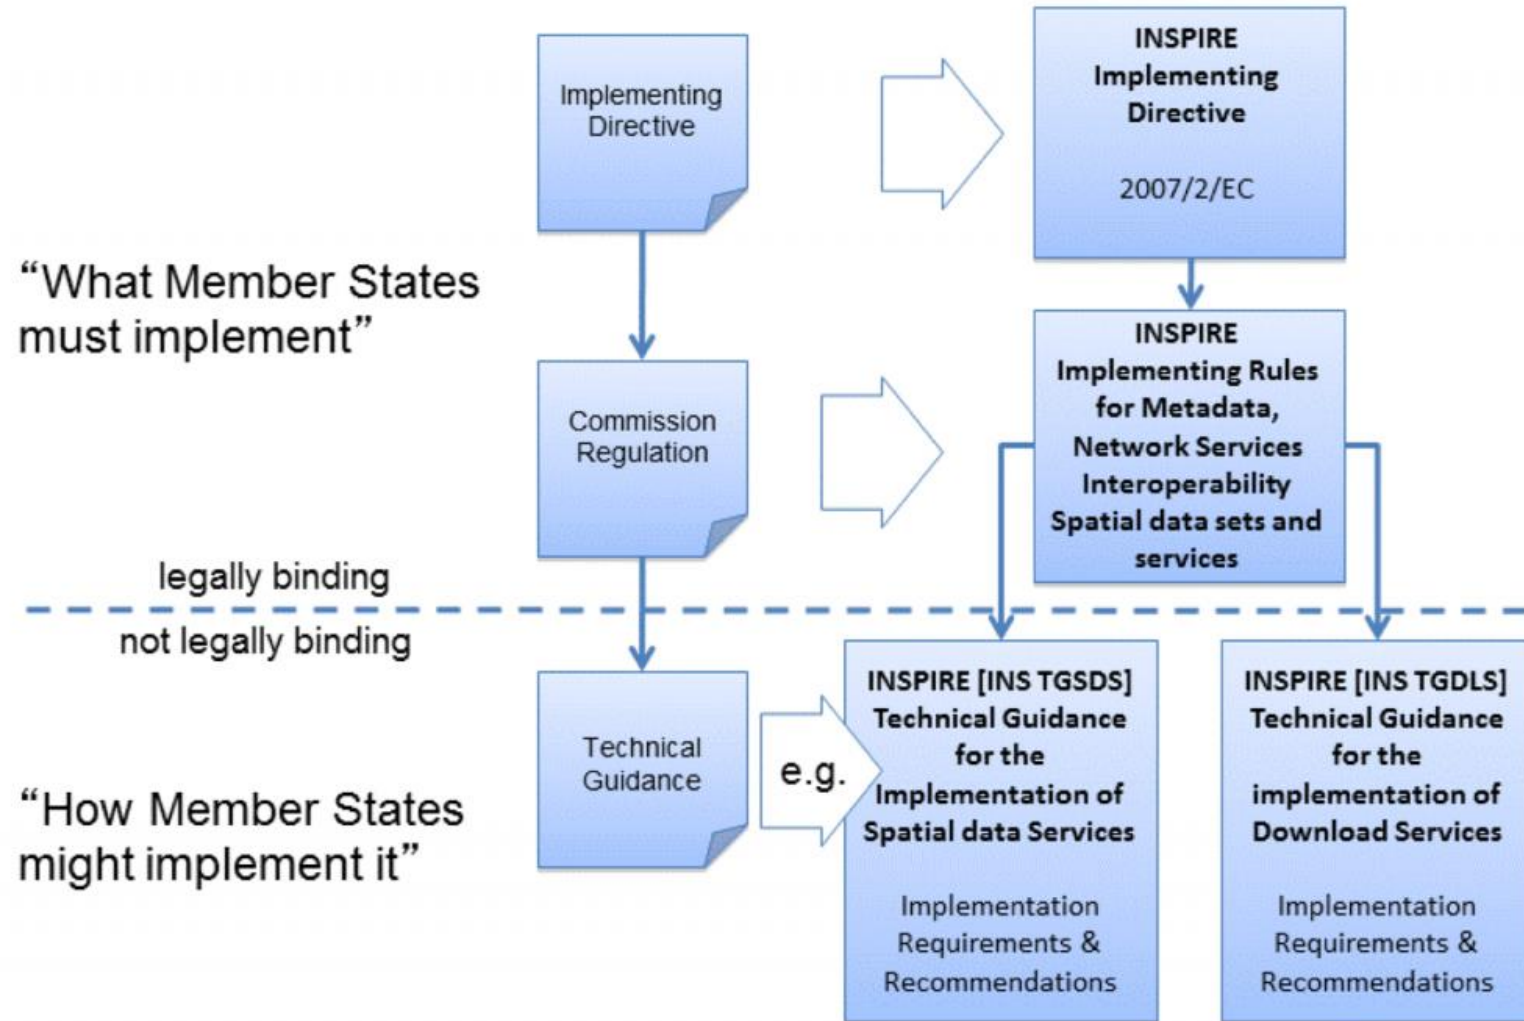 Implementing
Directive
INSPIRE
Implementing
Directive
2007/2/EC
“What Member States
must implement”
Commission
Regulation
INSPIRE
Implementing Rules
for Metadata,
Network Services
Interoperability
Spatial data sets and
services
legally binding
not legally binding
“How Member States
might implement it”
Technical
Guidance
e.g.
INSPIRE [INS TGSDS]
Technical Guidance
for the
Implementation of
Spatial data Services
Implementation
Requirements &
Recommendations
INSPIRE [INS TGDLS]
Technical Guidance
for the
implementation of
Download Services
Implementation
Requirements &
Recommendations